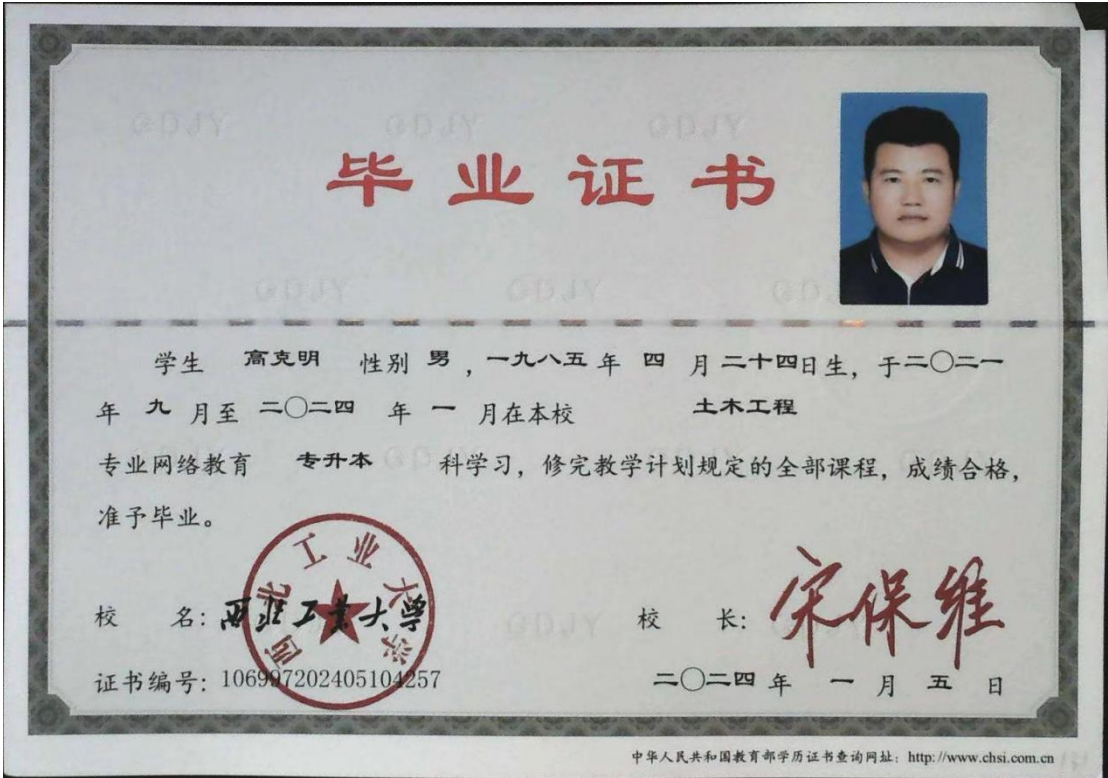 毕业证书
学生 高克明 性别 男 ，一九八五 年 四 月 二十四日生，于二〇二一
年 九 月至 二〇二四 年 一 月在本校 土木工程
专业网络教育 专升本 科学习，修完教学计划规定的全部课程，成绩合格，
准予毕业。
西北工业大学
校 名：西北工业大学 校 长：宋保维
证书编号：106997202405104257 二〇二四 年 一 月 五 日
中华人民共和国教育部学历证书查询网址：http://www.chsi.com.cn